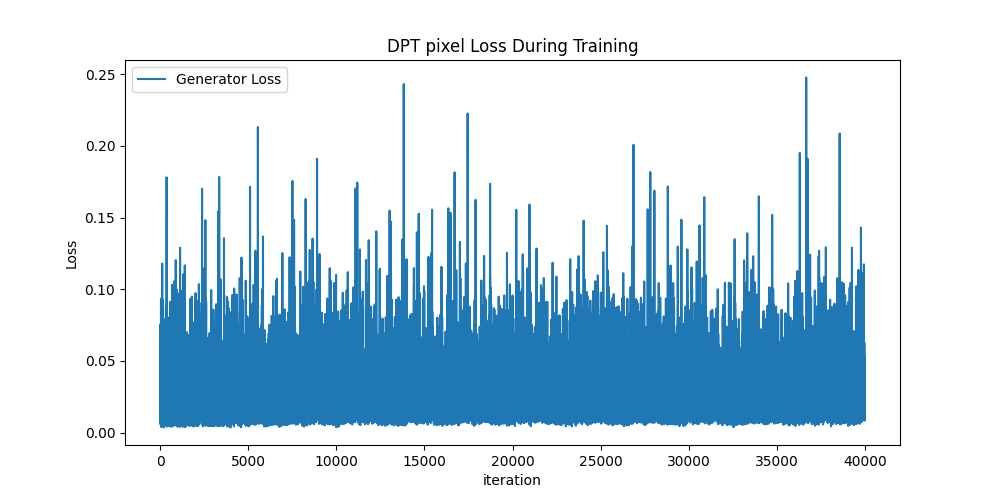 DPT pixel Loss During Training
Generator Loss
0.25
0.20
0.15
0.10
0.05
0.00
Loss
0 5000 10000 15000 20000 25000 30000 35000 40000
iteration